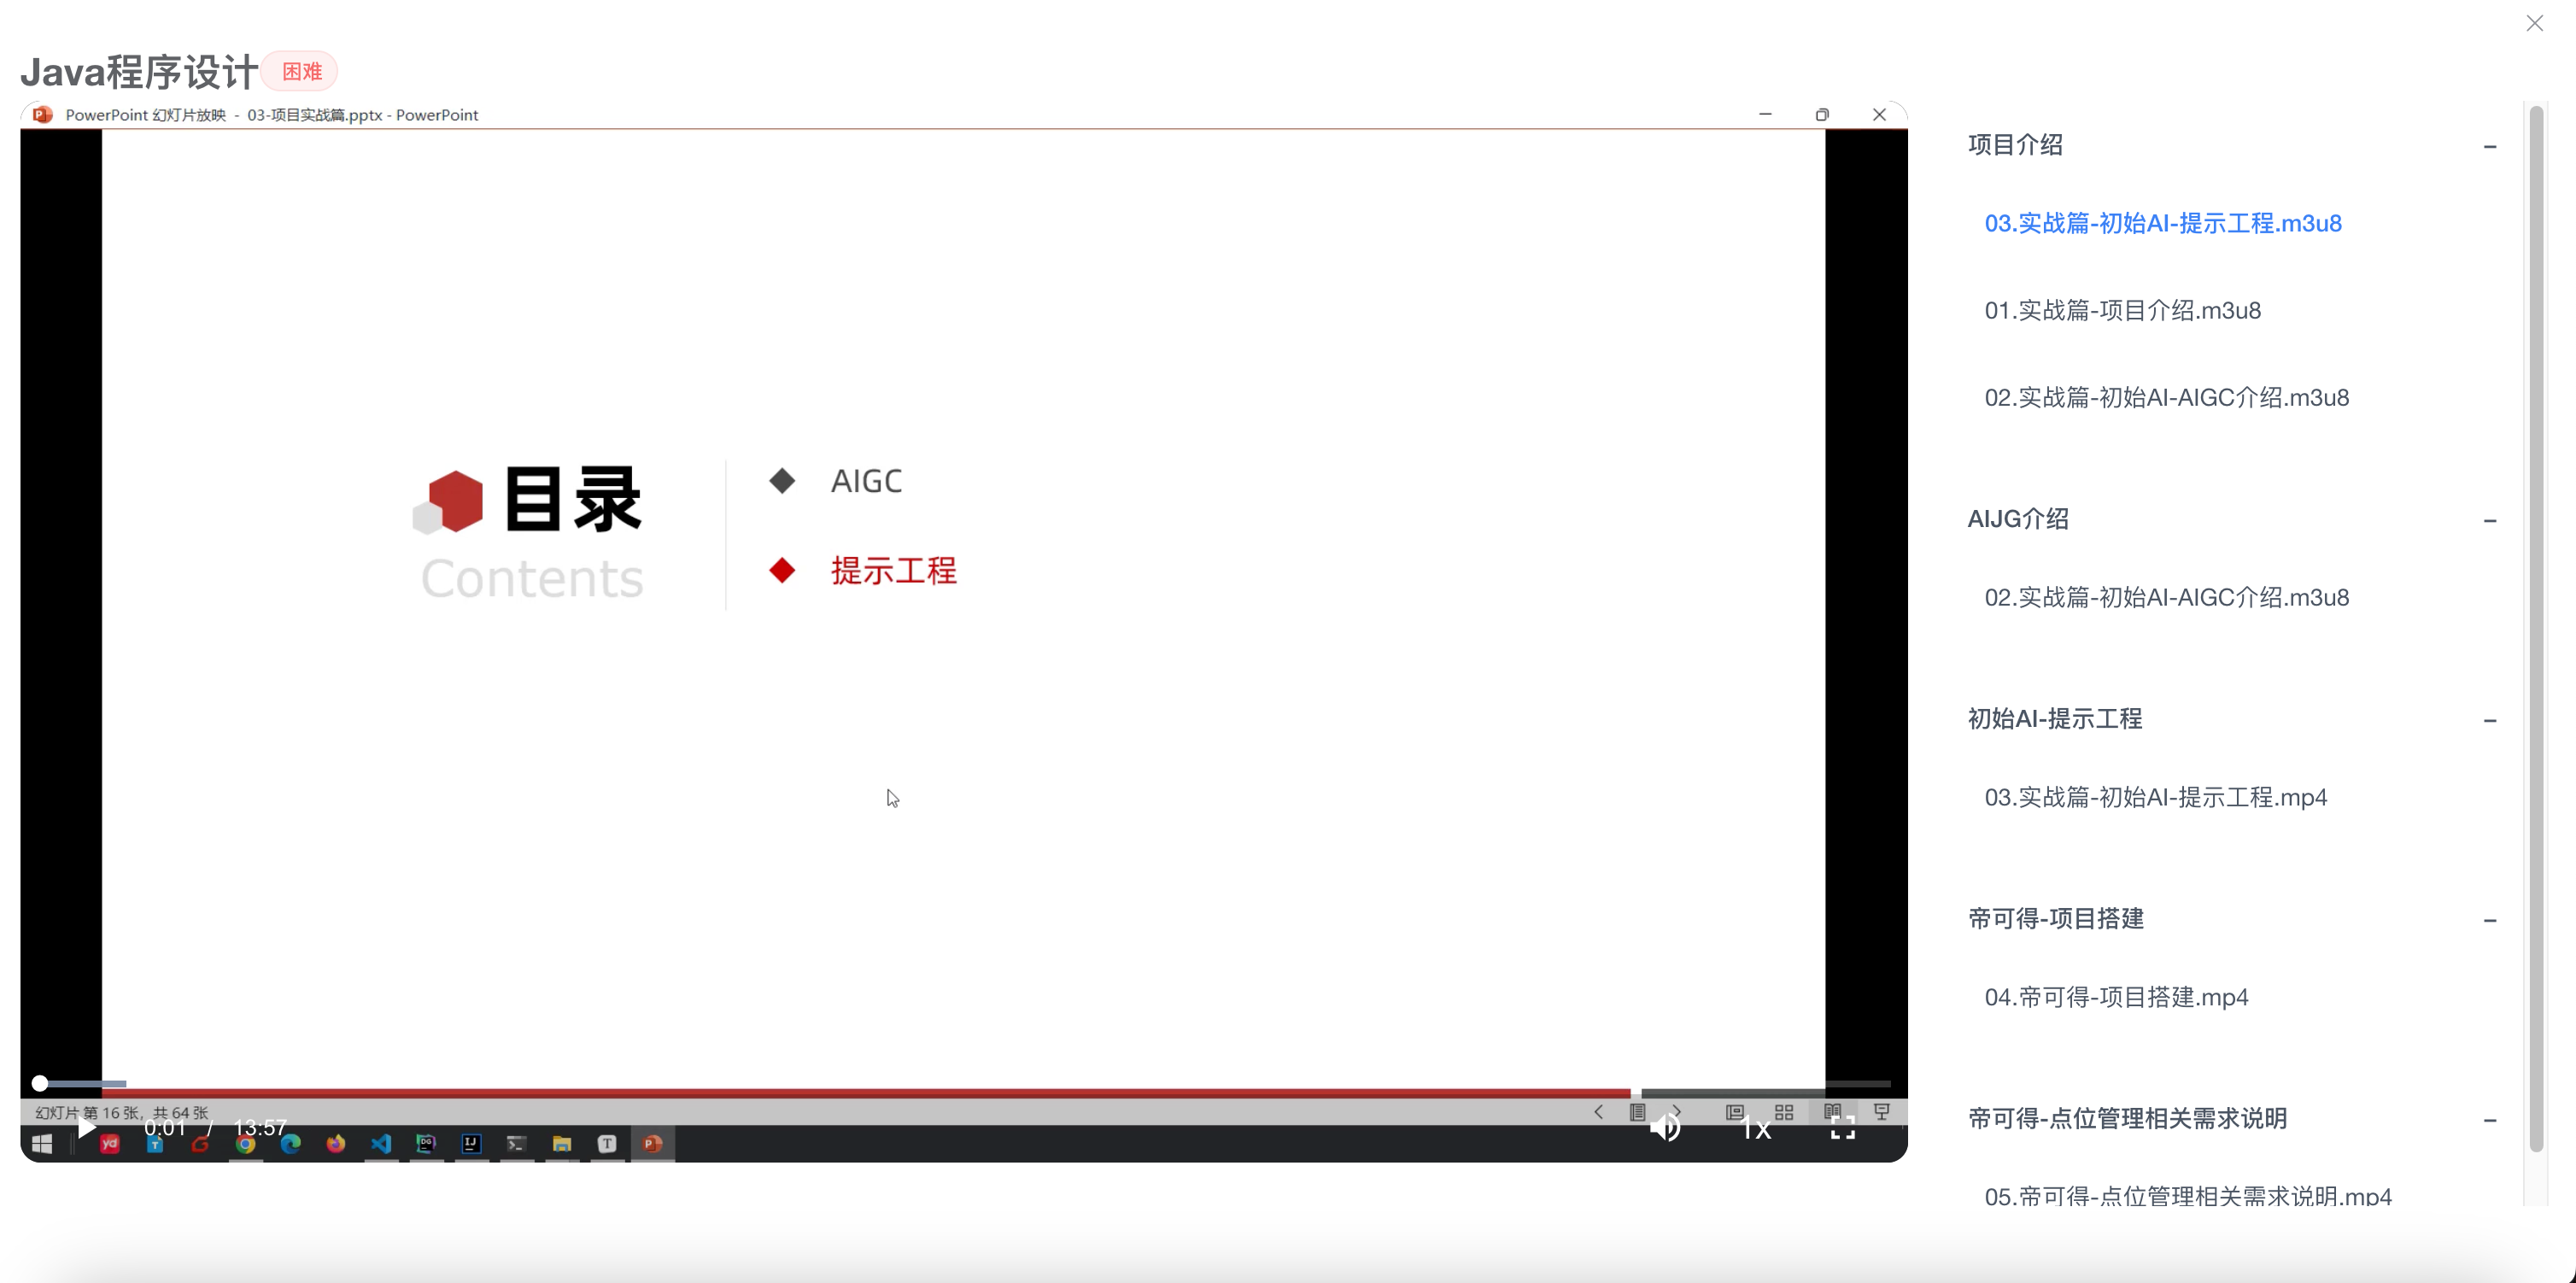 Java程序设计 困难
PowerPoint 幻灯片放映 - 03-项目实战篇.pptx - PowerPoint
目录
Contents
AIGC
提示工程
幻灯片 第 16 张，共 64 张
0:01 / 13:57
1x
项目介绍
03.实战篇-初始AI-提示工程.m3u8
01.实战篇-项目介绍.m3u8
02.实战篇-初始AI-AIGC介绍.m3u8
AIJG介绍
02.实战篇-初始AI-AIGC介绍.m3u8
初始AI-提示工程
03.实战篇-初始AI-提示工程.mp4
帝可得-项目搭建
04.帝可得-项目搭建.mp4
帝可得-点位管理相关需求说明
05.帝可得-点位管理相关需求说明.mp4